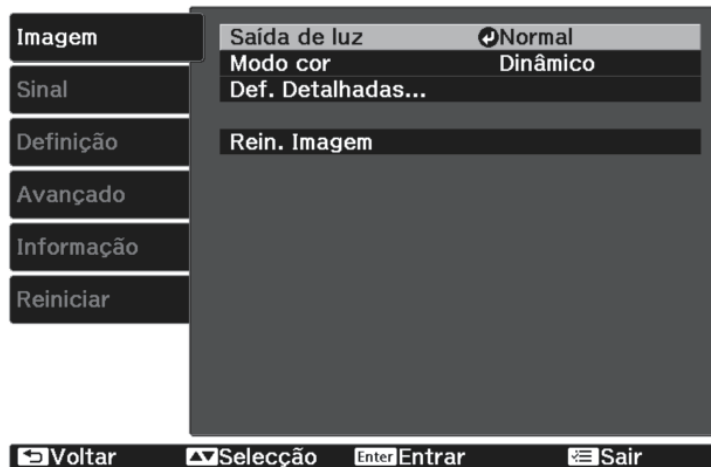 Imagem
Sinal
Definição
Avançado
Informação
Reiniciar
Saída de luz Normal
Modo cor Dinâmico
Def. Detalhadas...
Rein. Imagem
Voltar Selecção Enter Entrar Sair